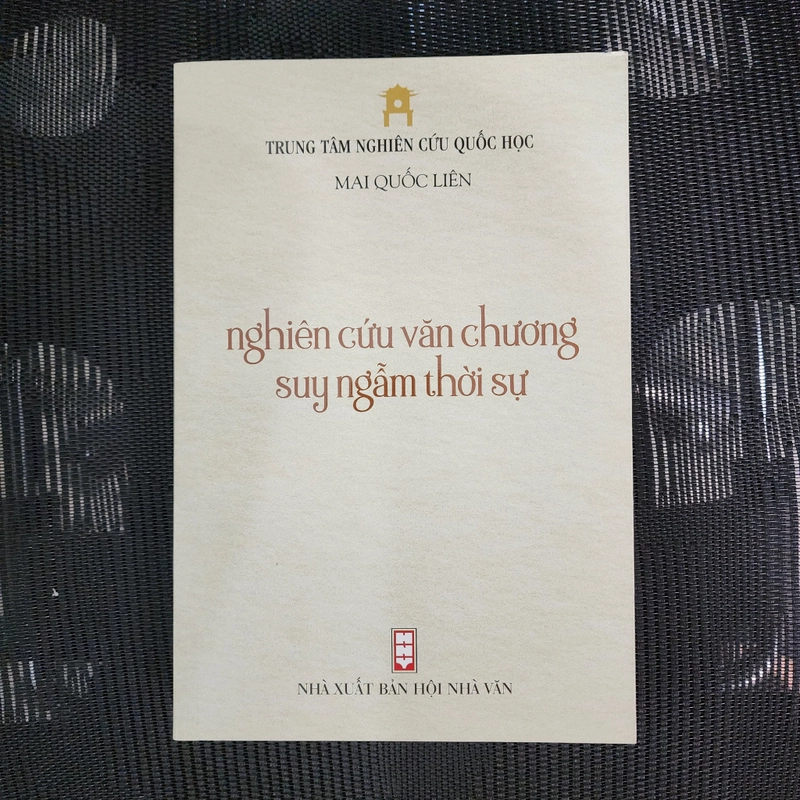 TRUNG TÂM NGHIÊN CỨU QUỐC HỌC
MAI QUỐC LIÊN
nghiên cứu văn chương
suy ngẫm thời sự
NHÀ XUẤT BẢN HỘI NHÀ VĂN